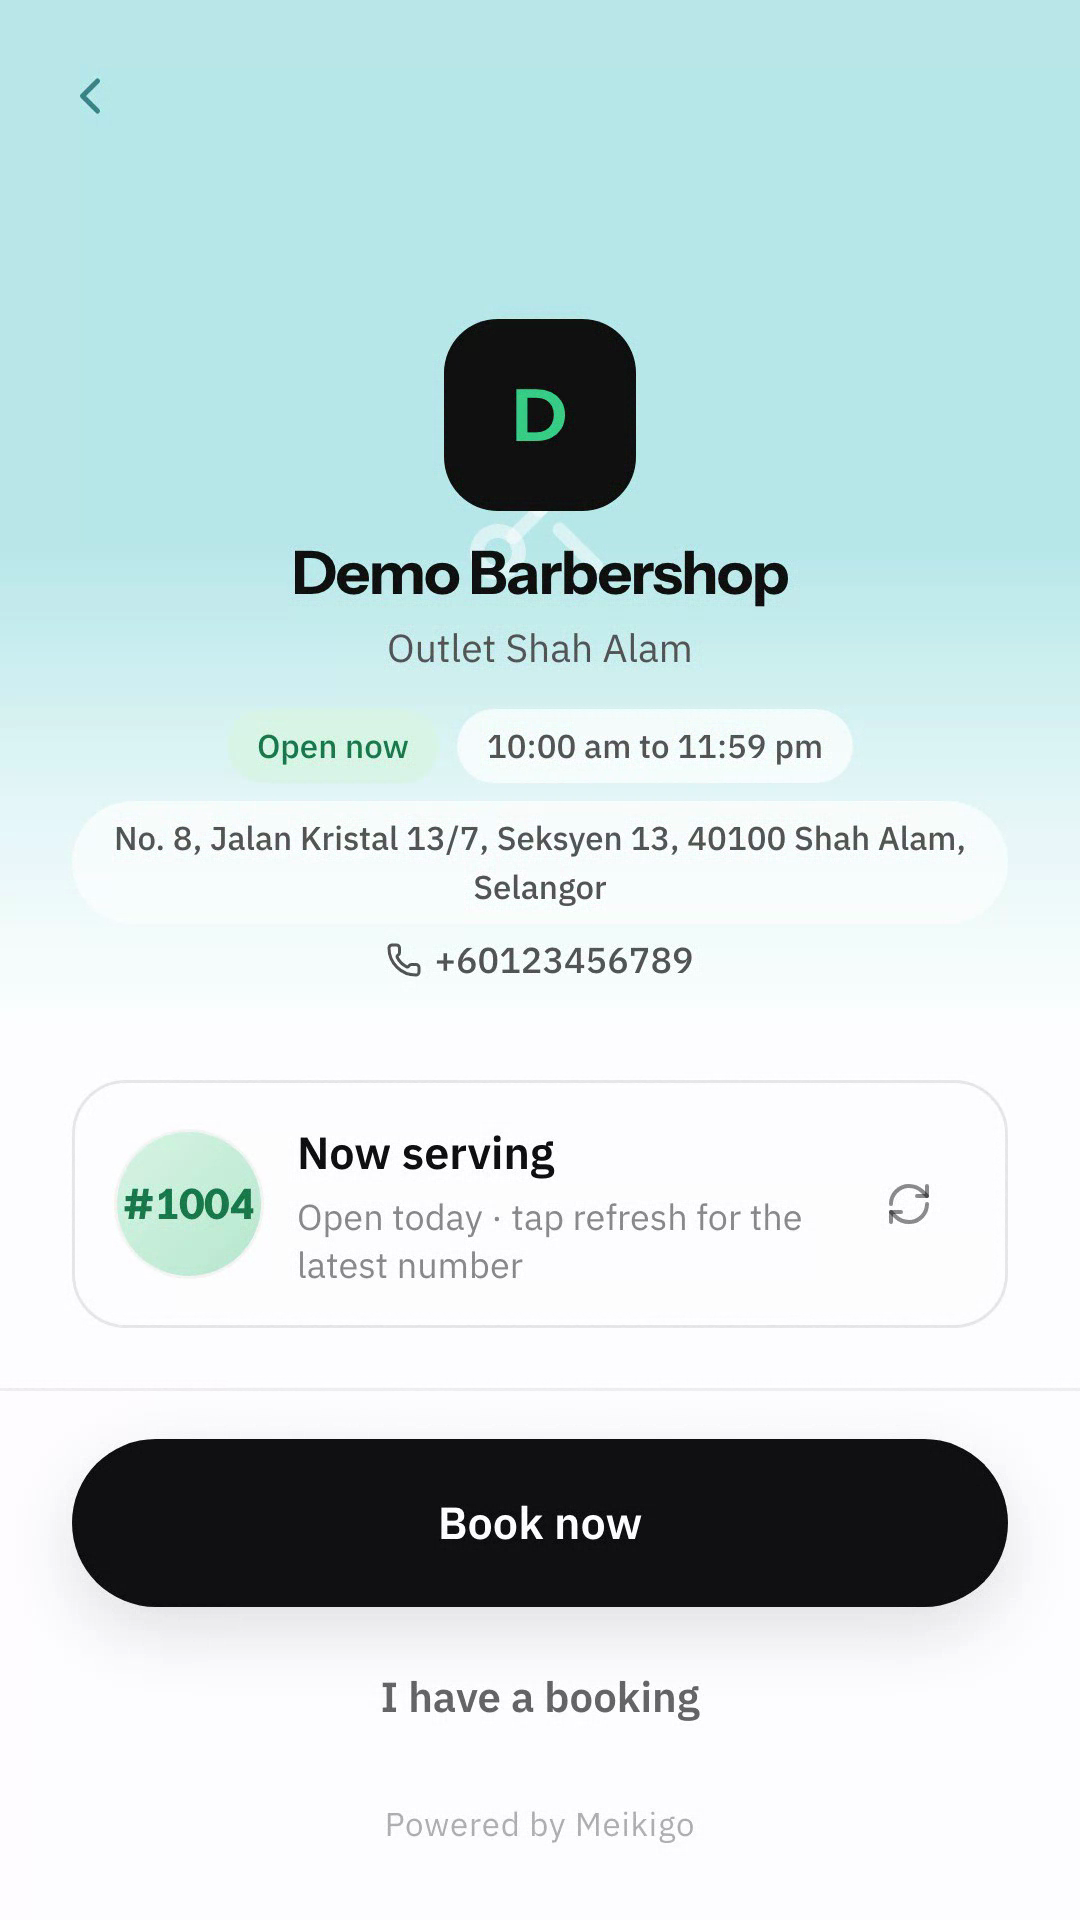 D
Demo Barbershop
Outlet Shah Alam
Open now
10:00 am to 11:59 pm
No. 8, Jalan Kristal 13/7, Seksyen 13, 40100 Shah Alam,
Selangor
+60123456789
#1004
Now serving
Open today · tap refresh for the
latest number
Book now
I have a booking
Powered by Meikigo